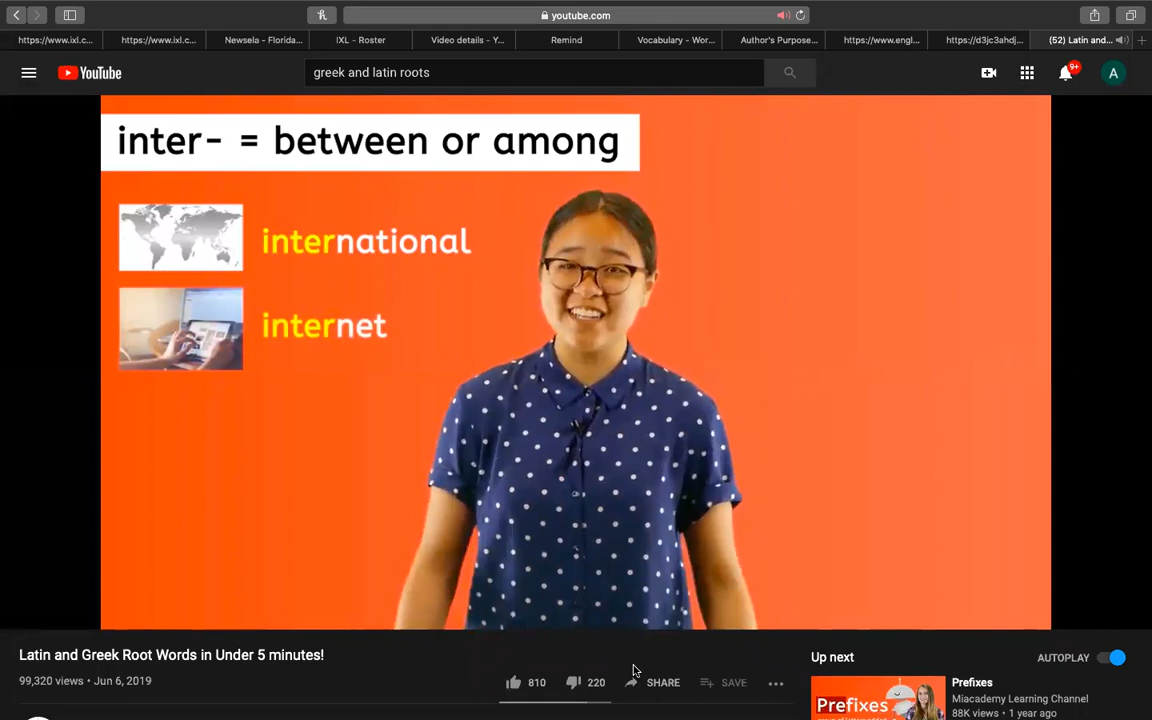 youtube.com
https://www.ixl.c...
https://www.ixl.c...
Newsela - Florida...
IXL - Roster
Video details - Y...
Remind
Vocabulary - Wor...
Author's Purpose...
https://www.engl...
https://d3jc3ahdj...
(52) Latin and...
YouTube
greek and latin roots
9+
A
inter- = between or among
international
internet
Latin and Greek Root Words in Under 5 minutes!
99,320 views • Jun 6, 2019
810
220
SHARE
SAVE
Up next
AUTOPLAY
Prefixes
Prefixes
Miacademy Learning Channel
88K views • 1 year ago